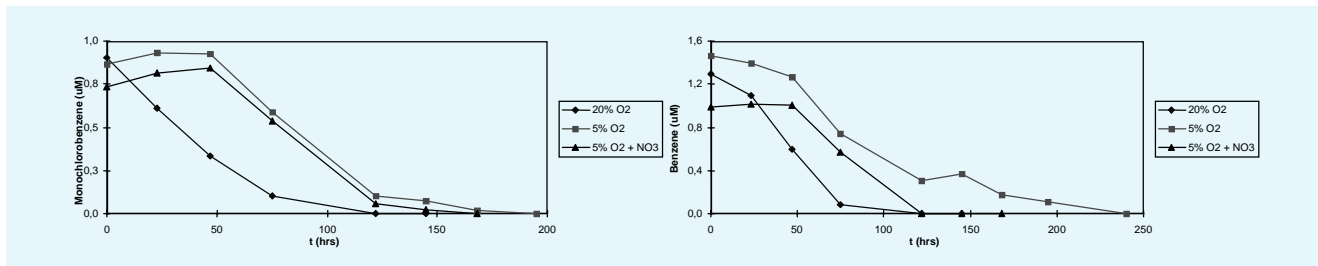 Monochlorobenzene (uM)
1,0
0,8
0,5
0,3
0,0
0
50
100
150
200
t (hrs)
20% O2
5% O2
5% O2 + NO3
Benzene (uM)
1,6
1,2
0,8
0,4
0,0
0
50
100
150
200
250
t (hrs)
20% O2
5% O2
5% O2 + NO3